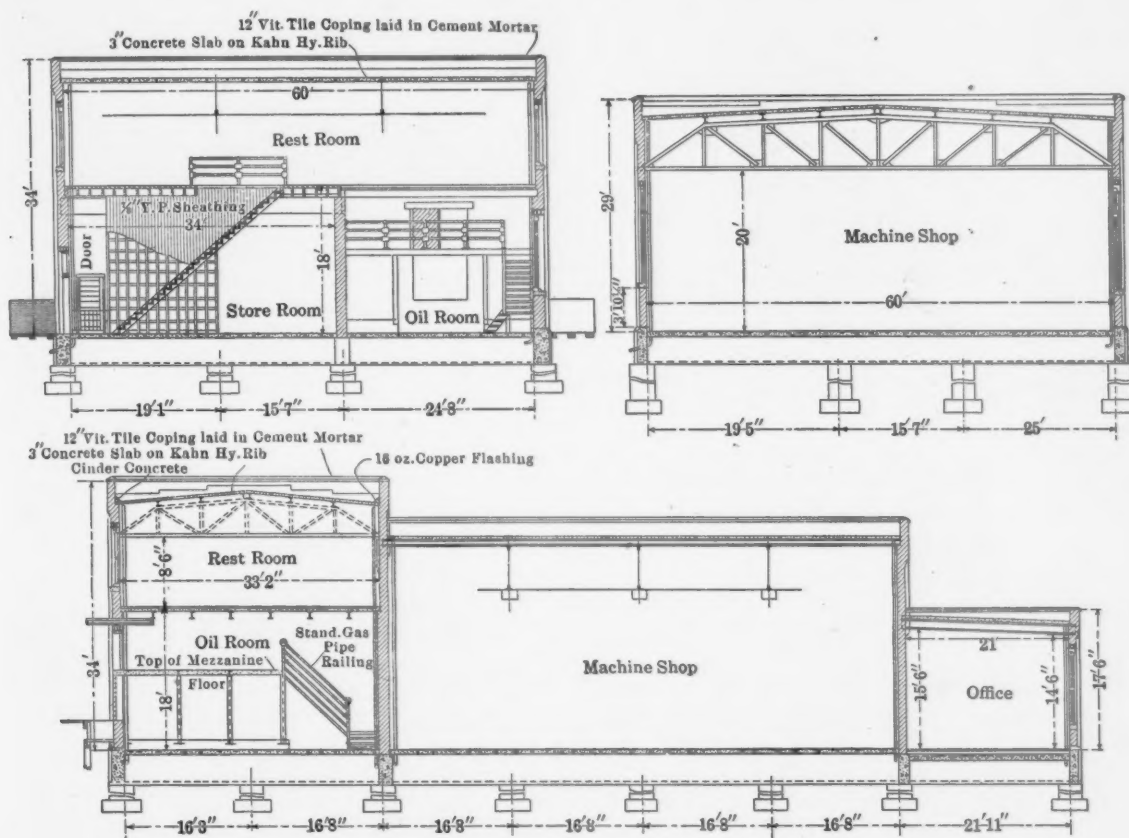 12" Vit. Tile Coping laid in Cement Mortar
3" Concrete Slab on Kahn Hy. Rib
60'
Rest Room
34'
⅞" Y. P. Sheathing
34'
Door
18'
Store Room
Oil Room
19'1"
15'7"
24'8"
29'
20'
Machine Shop
3'10½"
60'
19'5"
15'7"
25'
12" Vit. Tile Coping laid in Cement Mortar
3" Concrete Slab on Kahn Hy. Rib
Cinder Concrete
16 oz. Copper Flashing
Rest Room
8'6"
33'2"
34'
Oil Room
Stand. Gas
Pipe
Railing
Top of Mezzanine
Floor
18'
Machine Shop
21'
15'6"
Office
14'6"
17'6"
16'3"
16'8"
16'8"
16'8"
16'8"
16'8"
21'11"